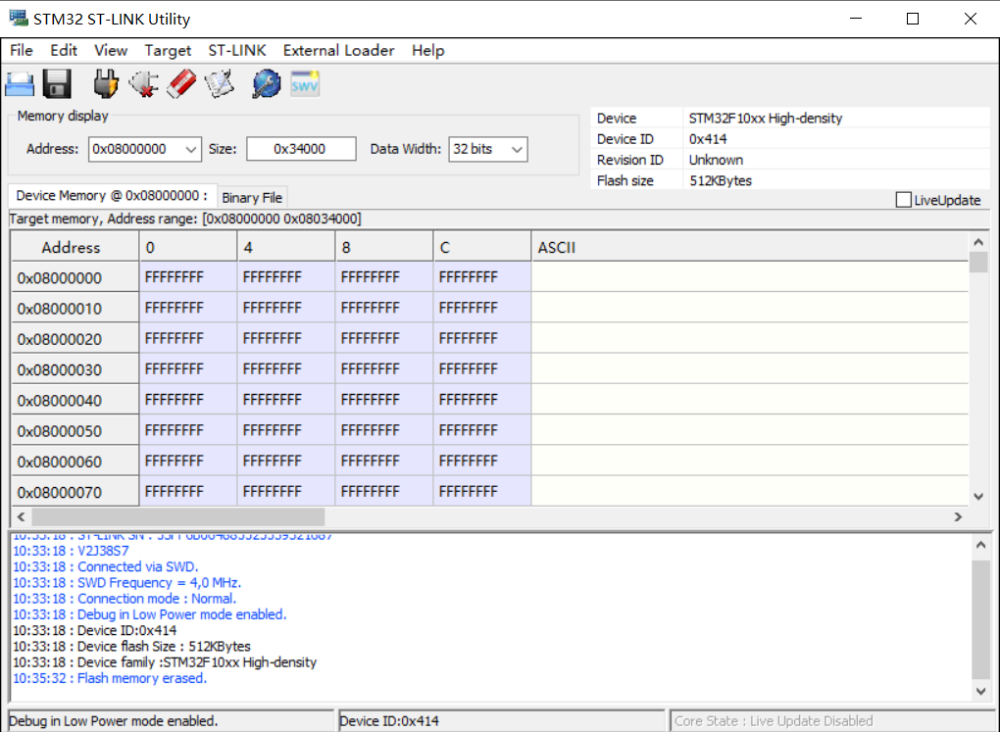 STM32 ST-LINK Utility
File Edit View Target ST-LINK External Loader Help
SWV
Memory display
Address: 0x08000000 Size: 0x34000 Data Width: 32 bits
Device STM32F10xx High-density
Device ID 0x414
Revision ID Unknown
Flash size 512KBytes
Device Memory @ 0x08000000 : Binary File
LiveUpdate
Target memory, Address range: [0x08000000 0x08034000]
Address 0 4 8 C ASCII
0x08000000 FFFFFFFF FFFFFFFF FFFFFFFF FFFFFFFF
0x08000010 FFFFFFFF FFFFFFFF FFFFFFFF FFFFFFFF
0x08000020 FFFFFFFF FFFFFFFF FFFFFFFF FFFFFFFF
0x08000030 FFFFFFFF FFFFFFFF FFFFFFFF FFFFFFFF
0x08000040 FFFFFFFF FFFFFFFF FFFFFFFF FFFFFFFF
0x08000050 FFFFFFFF FFFFFFFF FFFFFFFF FFFFFFFF
0x08000060 FFFFFFFF FFFFFFFF FFFFFFFF FFFFFFFF
0x08000070 FFFFFFFF FFFFFFFF FFFFFFFF FFFFFFFF
10:33:18 : ST-LINK SN :
10:33:18 : V2J38S7
10:33:18 : Connected via SWD.
10:33:18 : SWD Frequency = 4,0 MHz.
10:33:18 : Connection mode : Normal.
10:33:18 : Debug in Low Power mode enabled.
10:33:18 : Device ID:0x414
10:33:18 : Device flash Size : 512KBytes
10:33:18 : Device family :STM32F10xx High-density
10:35:32 : Flash memory erased.
Debug in Low Power mode enabled. Device ID:0x414 Core State : Live Update Disabled